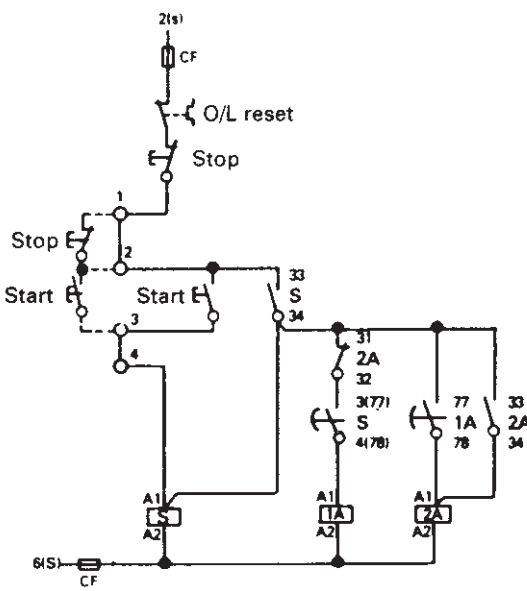 2(s)
CF
O/L reset
Stop
1
Stop
2
Start
Start
33
S
34
3
4
31
2A
32
3(77)
S
4(78)
77
1A
78
33
2A
34
A1
S
A2
A1
1A
A2
A1
2A
A2
6(S)
CF